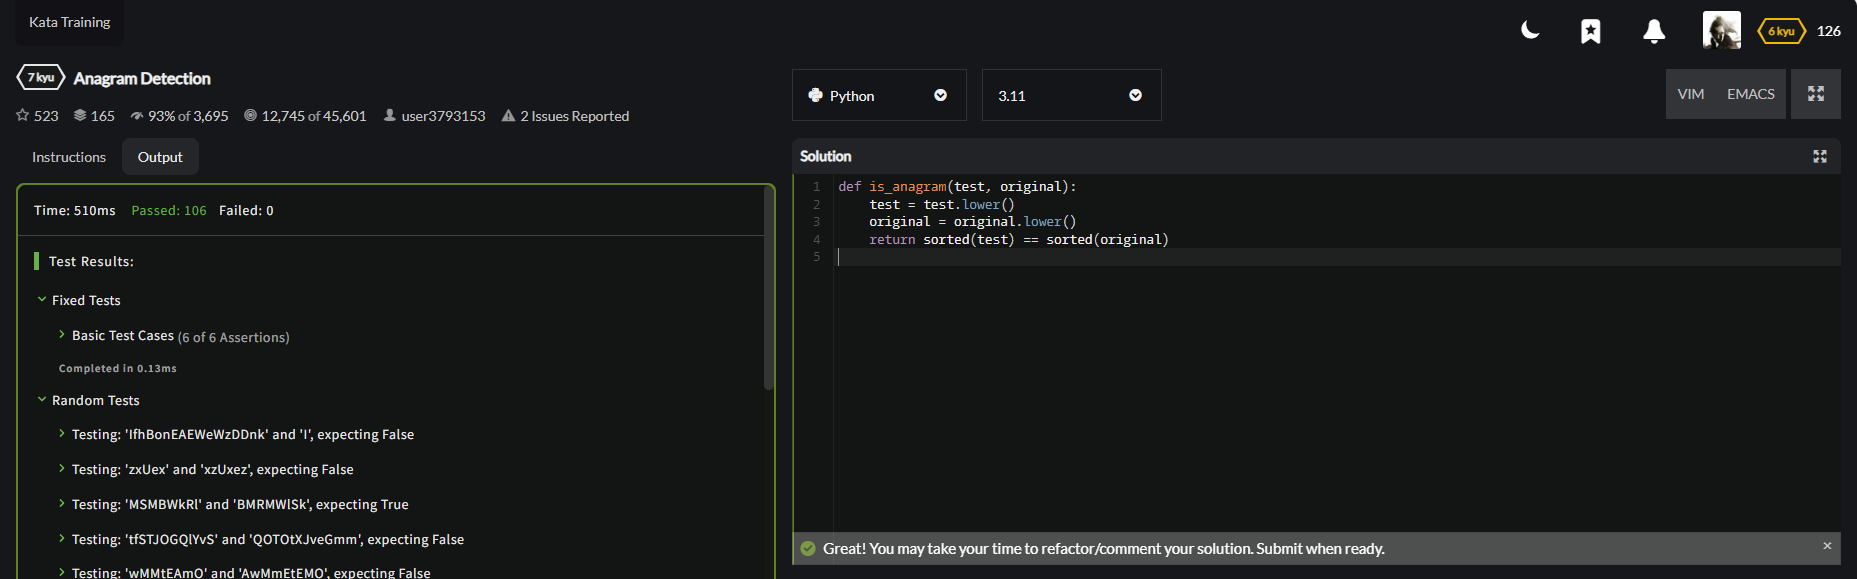 Kata Training
6 kyu 126
7 kyu Anagram Detection
523 165 93% of 3,695 12,745 of 45,601 user3793153 2 Issues Reported
Instructions Output
Time: 510ms Passed: 106 Failed: 0
Test Results:
Fixed Tests
Basic Test Cases (6 of 6 Assertions)
Completed in 0.13ms
Random Tests
Testing: 'IfhBonEAEWeWzDDnk' and 'I', expecting False
Testing: 'zxUex' and 'xzUxez', expecting False
Testing: 'MSMBWkRl' and 'BMRMWlSk', expecting True
Testing: 'tfSTJOGQlYvS' and 'QOTOtXJveGmm', expecting False
Testing: 'wMMtEAmO' and 'AwMmEtEMO', expecting False
Python 3.11
VIM EMACS
Solution
1 def is_anagram(test, original):
2 test = test.lower()
3 original = original.lower()
4 return sorted(test) == sorted(original)
5
Great! You may take your time to refactor/comment your solution. Submit when ready.